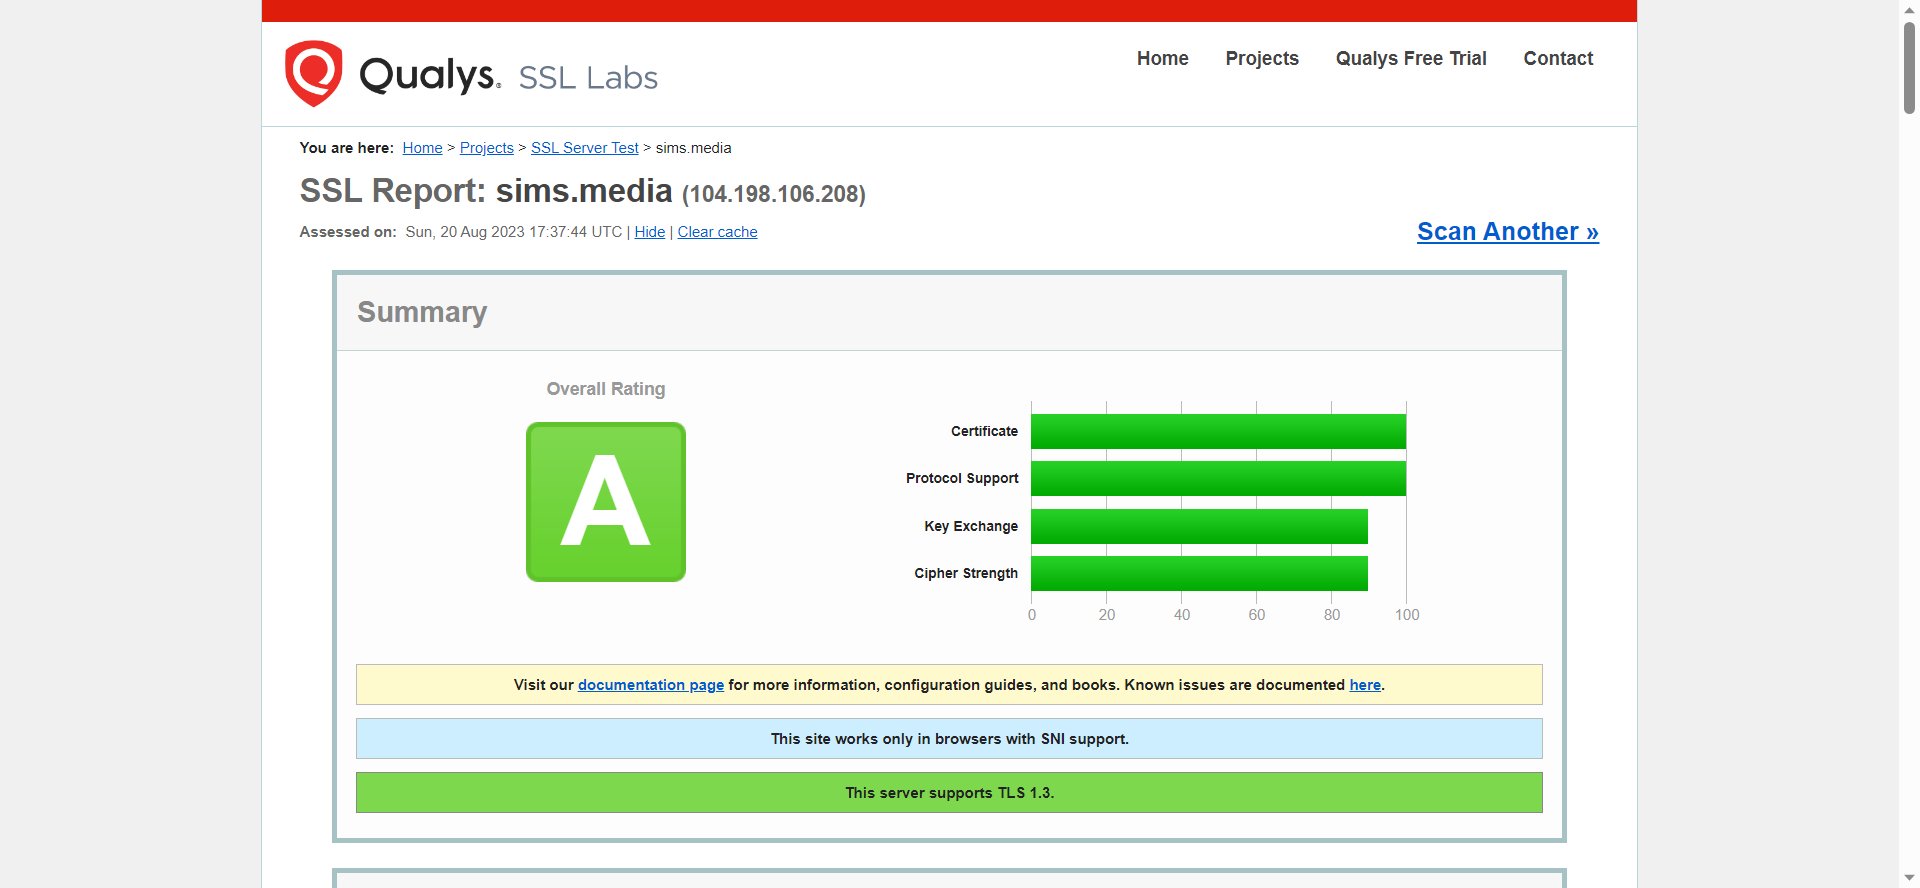 Qualys. SSL Labs
Home Projects Qualys Free Trial Contact
You are here: Home > Projects > SSL Server Test > sims.media
SSL Report: sims.media (104.198.106.208)
Assessed on: Sun, 20 Aug 2023 17:37:44 UTC | Hide | Clear cache
Scan Another »
Summary
Overall Rating
A
Certificate
Protocol Support
Key Exchange
Cipher Strength
0 20 40 60 80 100
Visit our documentation page for more information, configuration guides, and books. Known issues are documented here.
This site works only in browsers with SNI support.
This server supports TLS 1.3.